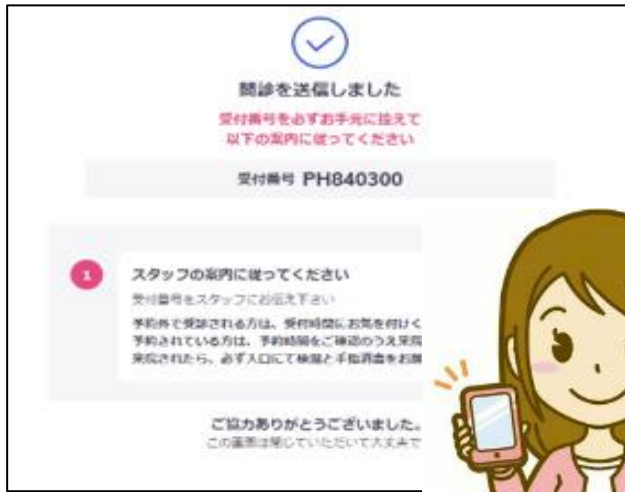 問診を送信しました
受付番号を必ずお手元に控えて
以下の案内に従ってください
受付番号 PH840300
1
スタッフの案内に従ってください
受付番号をスタッフにお伝え下さい
予約外で受診される方は、受付時間にお気を付けく
予約されている方は、予約時間をご確認のうえ来院
来院されたら、必ず入口にて検温と手指消毒をお願
ご協力ありがとうございました。
この画面は閉じていただいて大丈夫で